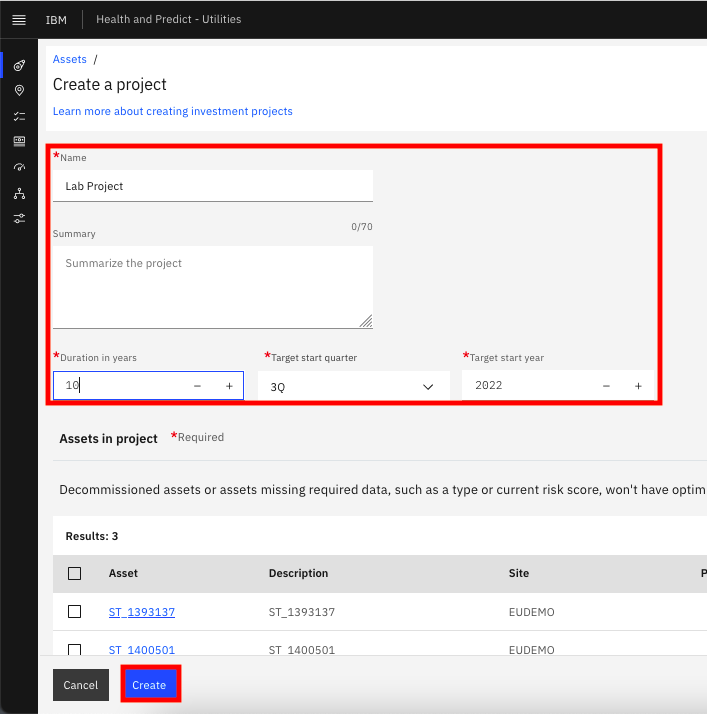 IBM Health and Predict - Utilities
Assets /
Create a project
Learn more about creating investment projects
*Name
Lab Project
Summary 0/70
Summarize the project
*Duration in years *Target start quarter *Target start year
10 − + 3Q 2022 − +
Assets in project *Required
Decommissioned assets or assets missing required data, such as a type or current risk score, won't have optim
Results: 3
Asset Description Site P
ST_1393137 ST_1393137 EUDEMO
ST_1400501 ST_1400501 EUDEMO
Cancel Create